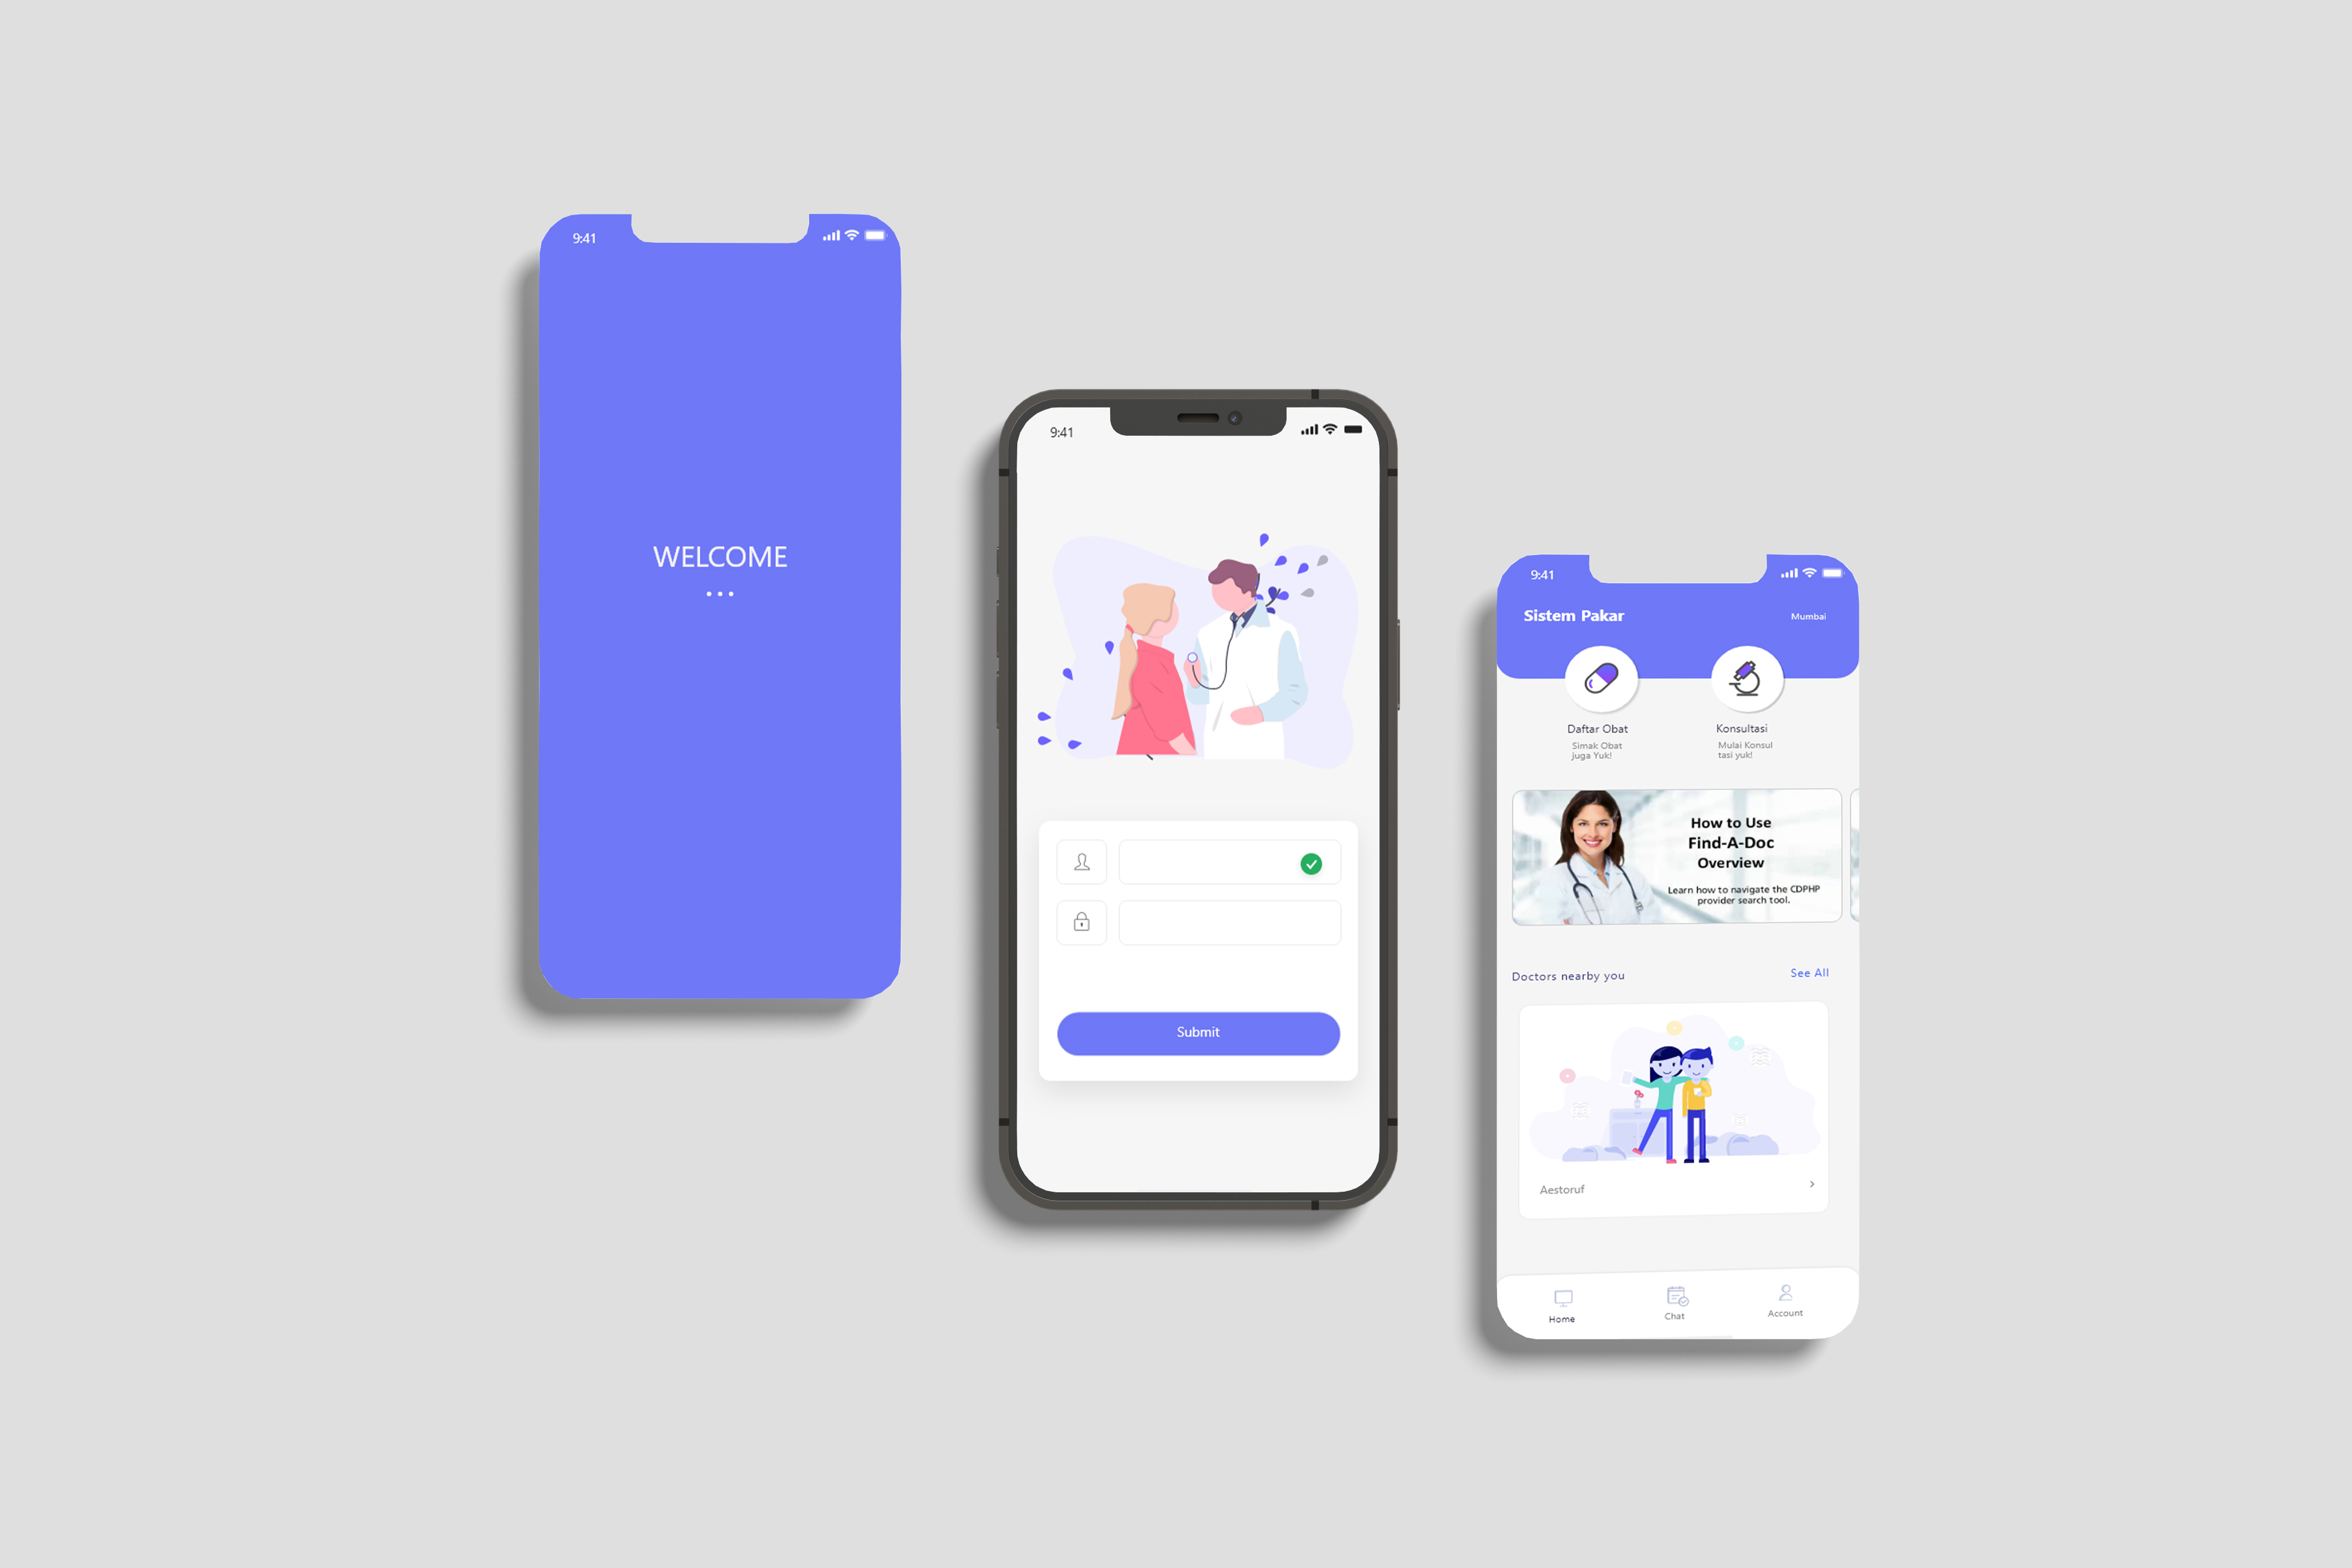 9:41
WELCOME
9:41
Submit
9:41
Sistem Pakar
Mumbai
Daftar Obat
Simak Obat
juga Yuk!
Konsultasi
Mulai Konsul
tasi yuk!
How to Use
Find-A-Doc
Overview
Learn how to navigate the CDPHP
provider search tool.
Doctors nearby you
See All
Aestoruf
Home
Chat
Account